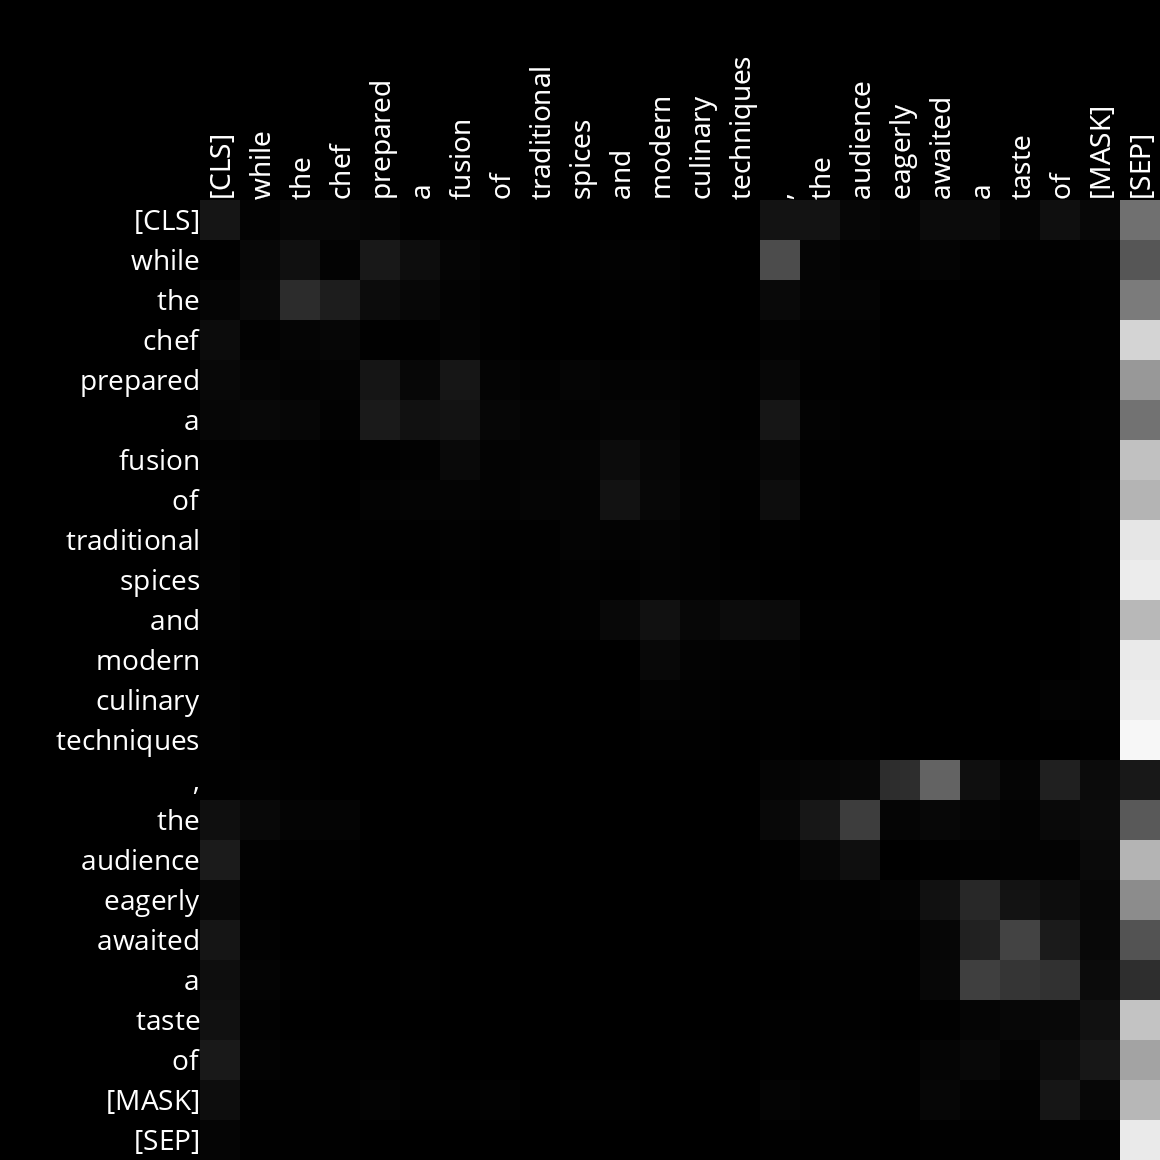 [CLS] while the chef prepared a fusion of traditional spices and modern culinary techniques , the audience eagerly awaited a taste of [MASK] [SEP]
[CLS]
while
the
chef
prepared
a
fusion
of
traditional
spices
and
modern
culinary
techniques
,
the
audience
eagerly
awaited
a
taste
of
[MASK]
[SEP]